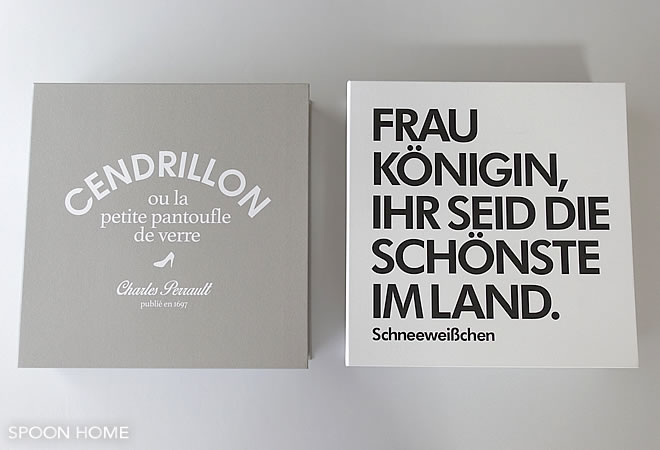 CENDRILLON
ou la
petite pantoufle
de verre
Charles Perrault
publié en 1697
FRAU
KÖNIGIN,
IHR SEID DIE
SCHÖNSTE
IM LAND.
Schneeweißchen
SPOON HOME